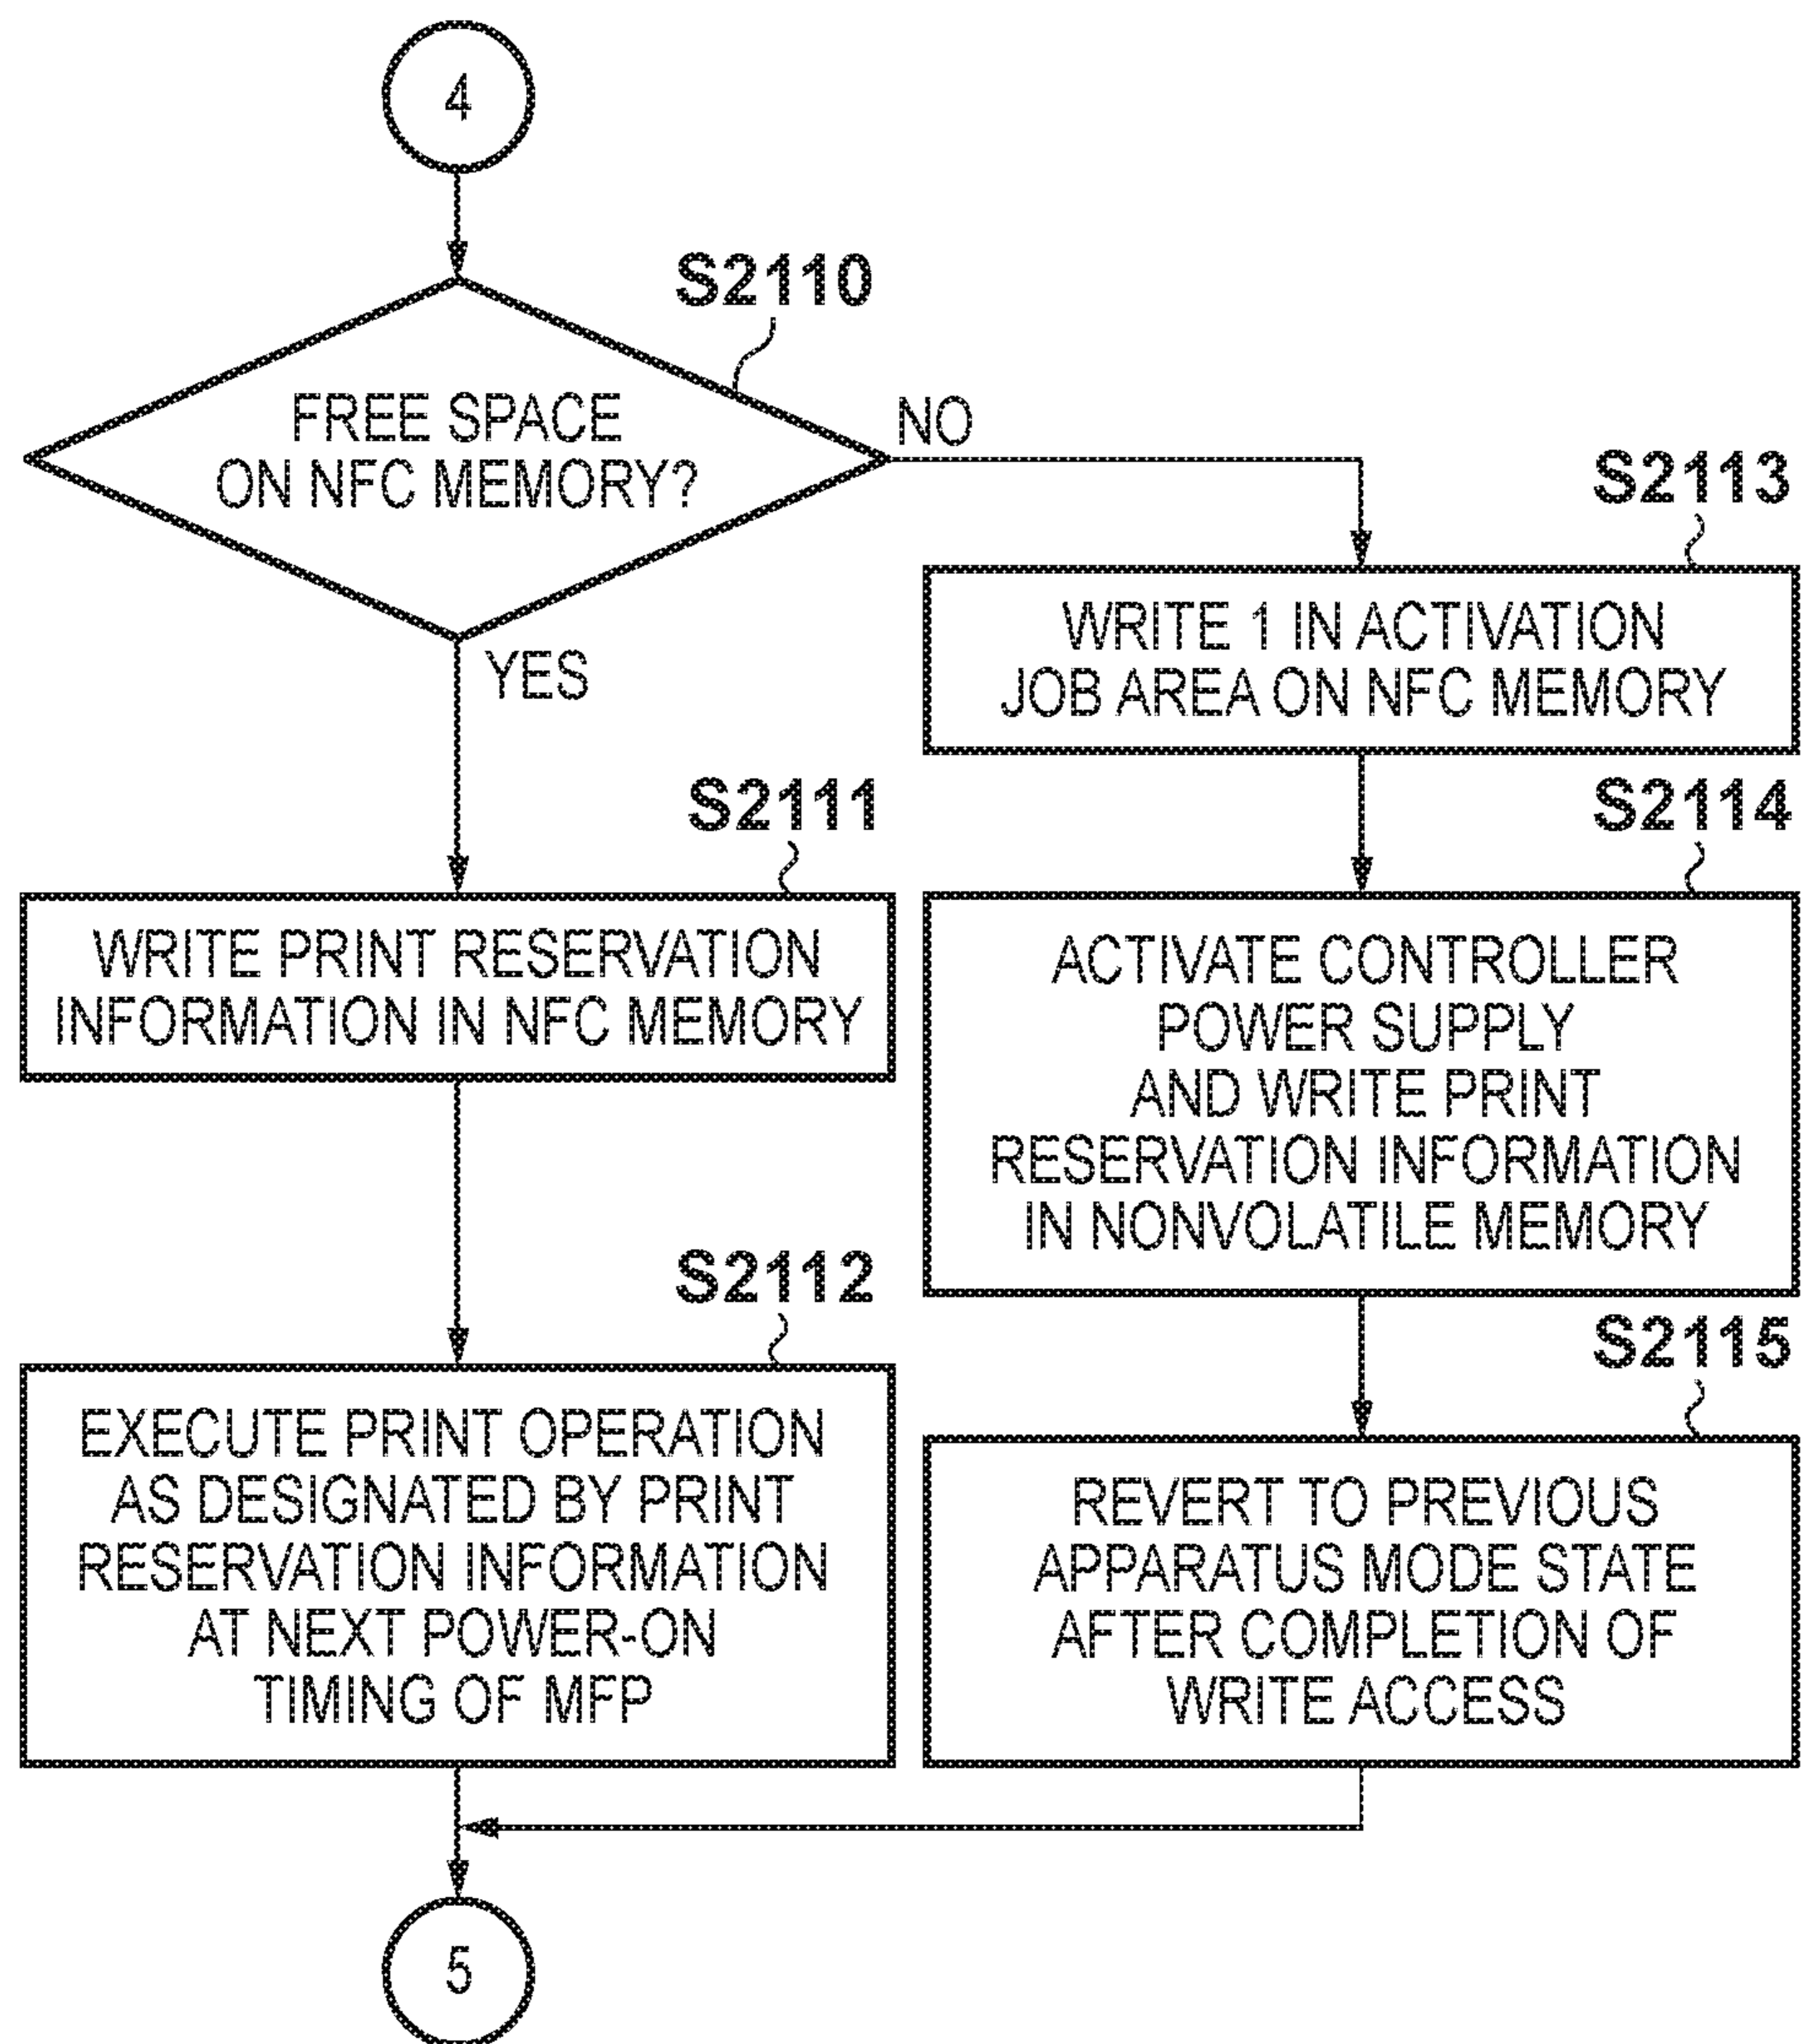 4
S2110
FREE SPACE
ON NFC MEMORY?
NO
YES
S2113
WRITE 1 IN ACTIVATION
JOB AREA ON NFC MEMORY
S2111
WRITE PRINT RESERVATION
INFORMATION IN NFC MEMORY
S2114
ACTIVATE CONTROLLER
POWER SUPPLY
AND WRITE PRINT
RESERVATION INFORMATION
IN NONVOLATILE MEMORY
S2112
EXECUTE PRINT OPERATION
AS DESIGNATED BY PRINT
RESERVATION INFORMATION
AT NEXT POWER-ON
TIMING OF MFP
S2115
REVERT TO PREVIOUS
APPARATUS MODE STATE
AFTER COMPLETION OF
WRITE ACCESS
5